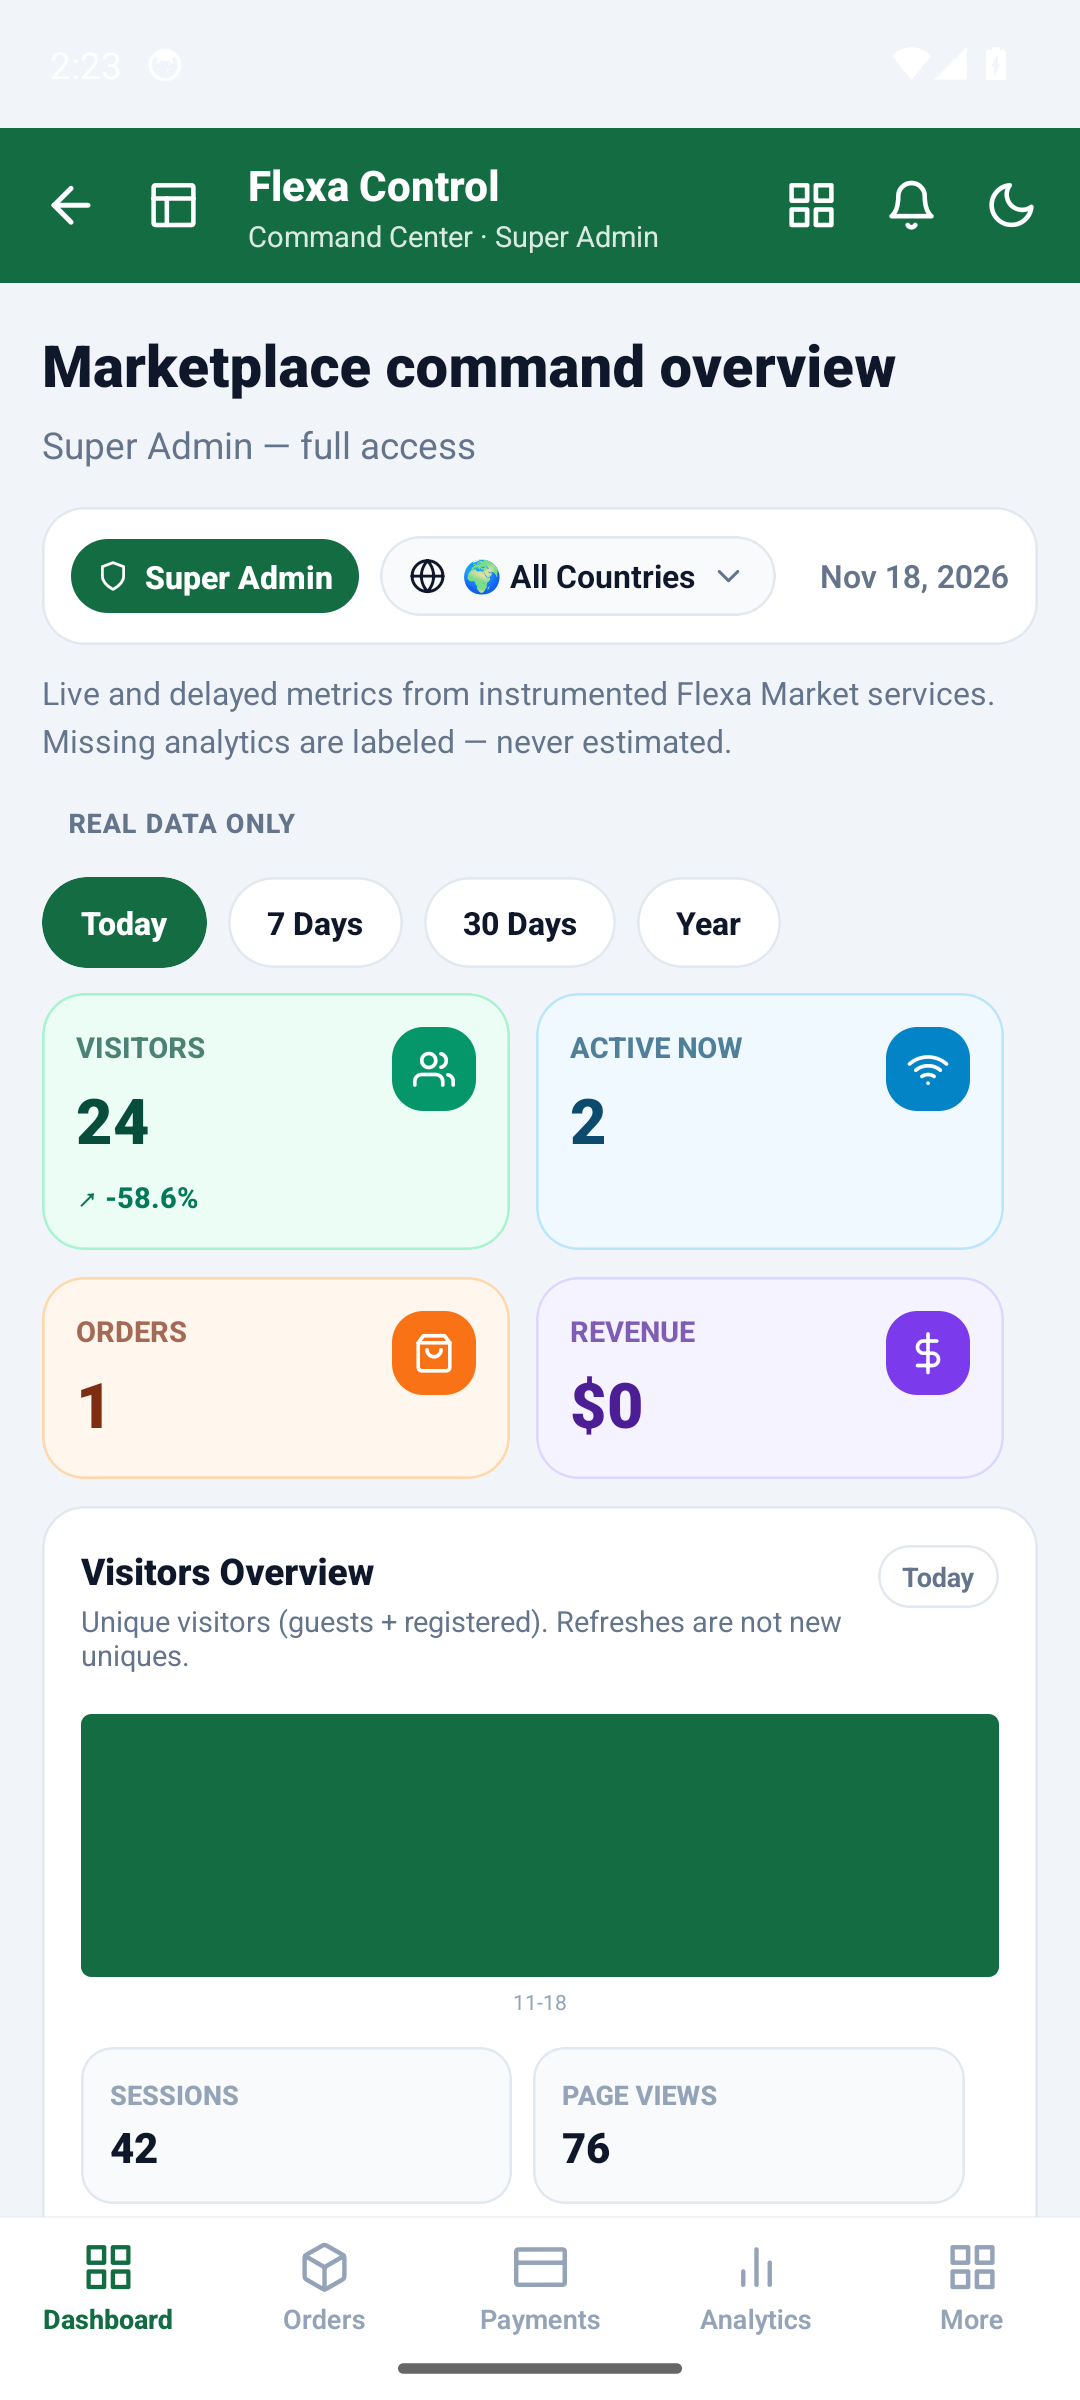 2:23
Flexa Control
Command Center · Super Admin
Marketplace command overview
Super Admin — full access
Super Admin
🌍 All Countries
Nov 18, 2026
Live and delayed metrics from instrumented Flexa Market services.
Missing analytics are labeled — never estimated.
REAL DATA ONLY
Today
7 Days
30 Days
Year
VISITORS
24
↗ -58.6%
ACTIVE NOW
2
ORDERS
1
REVENUE
$0
Visitors Overview
Today
Unique visitors (guests + registered). Refreshes are not new
uniques.
11-18
SESSIONS
42
PAGE VIEWS
76
Dashboard
Orders
Payments
Analytics
More